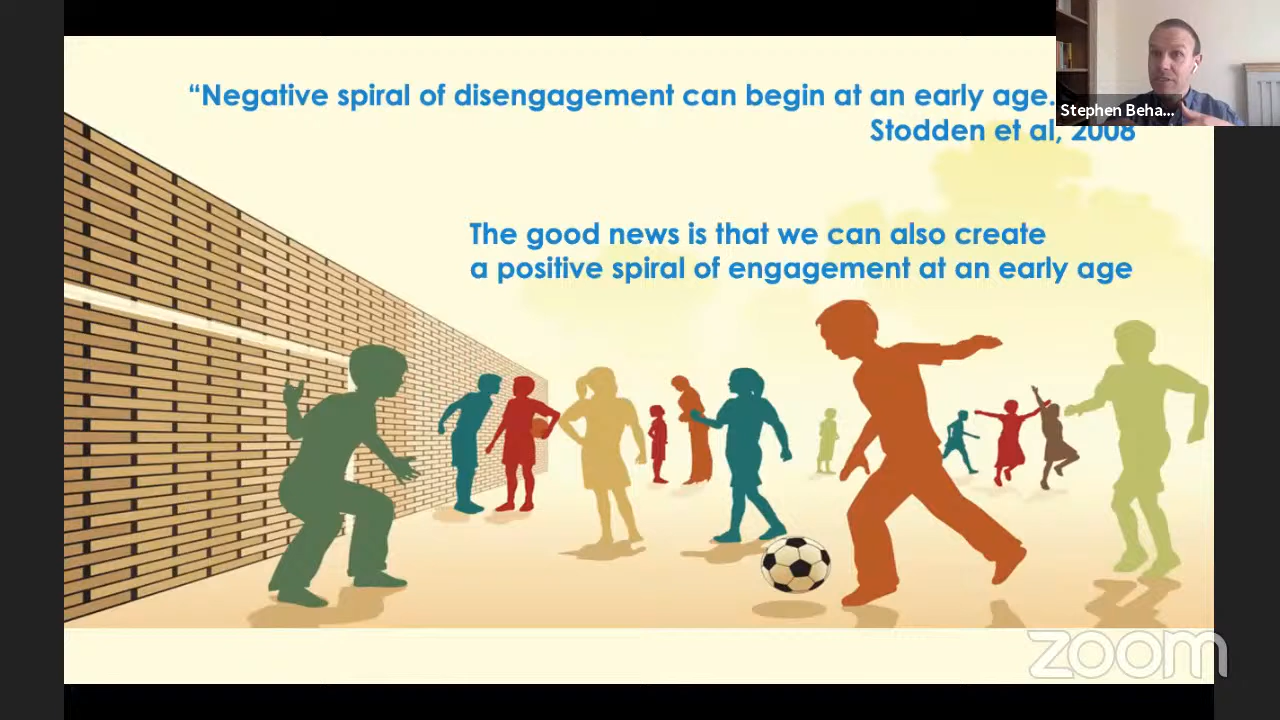 “Negative spiral of disengagement can begin at an early age.
Stephen Beha...
Stodden et al, 2008
The good news is that we can also create
a positive spiral of engagement at an early age
zoom